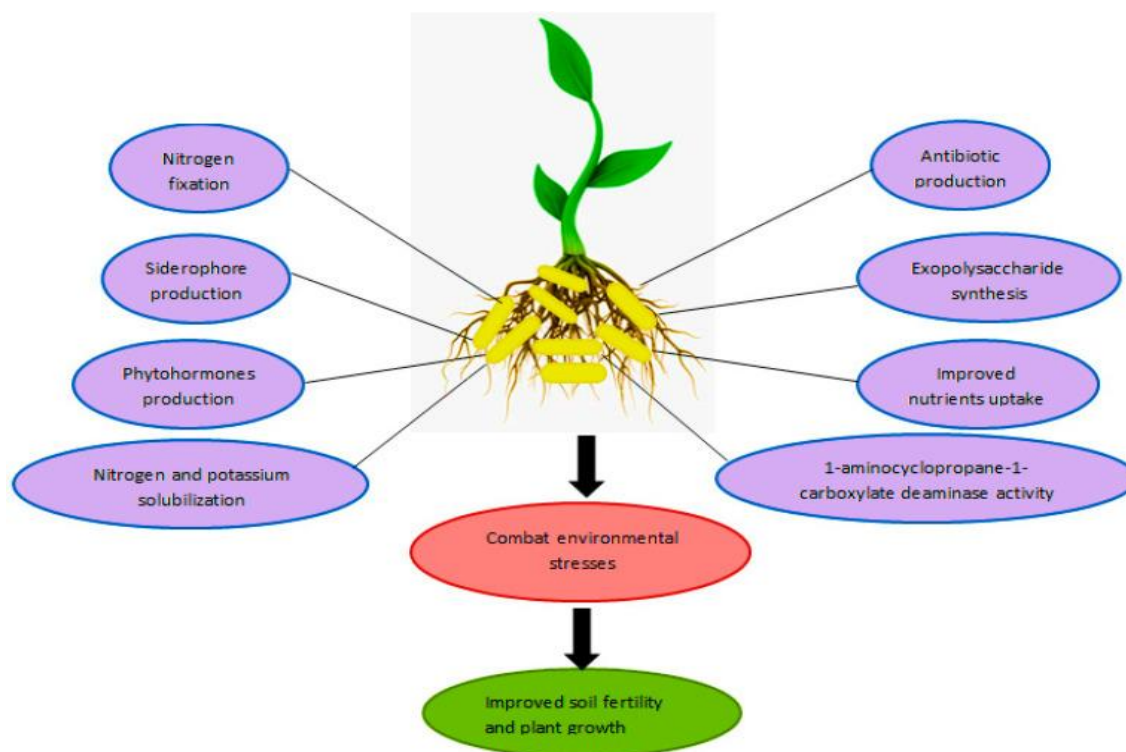 Nitrogen
fixation
Siderophore
production
Phytohormones
production
Nitrogen and potassium
solubilization
Antibiotic
production
Exopolysaccharide
synthesis
Improved
nutrients uptake
1-aminocyclopropane-1-
carboxylate deaminase activity
Combat environmental
stresses
Improved soil fertility
and plant growth